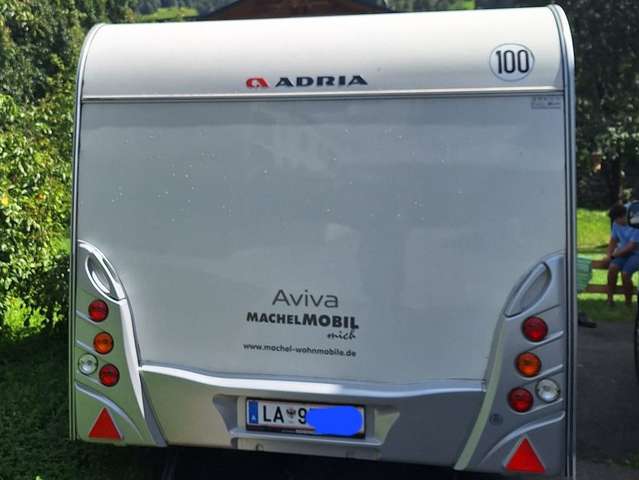 100
ADRIA
Aviva
MACHELMOBIL
mich
www.machel-wohnmobile.de
A
LA 9